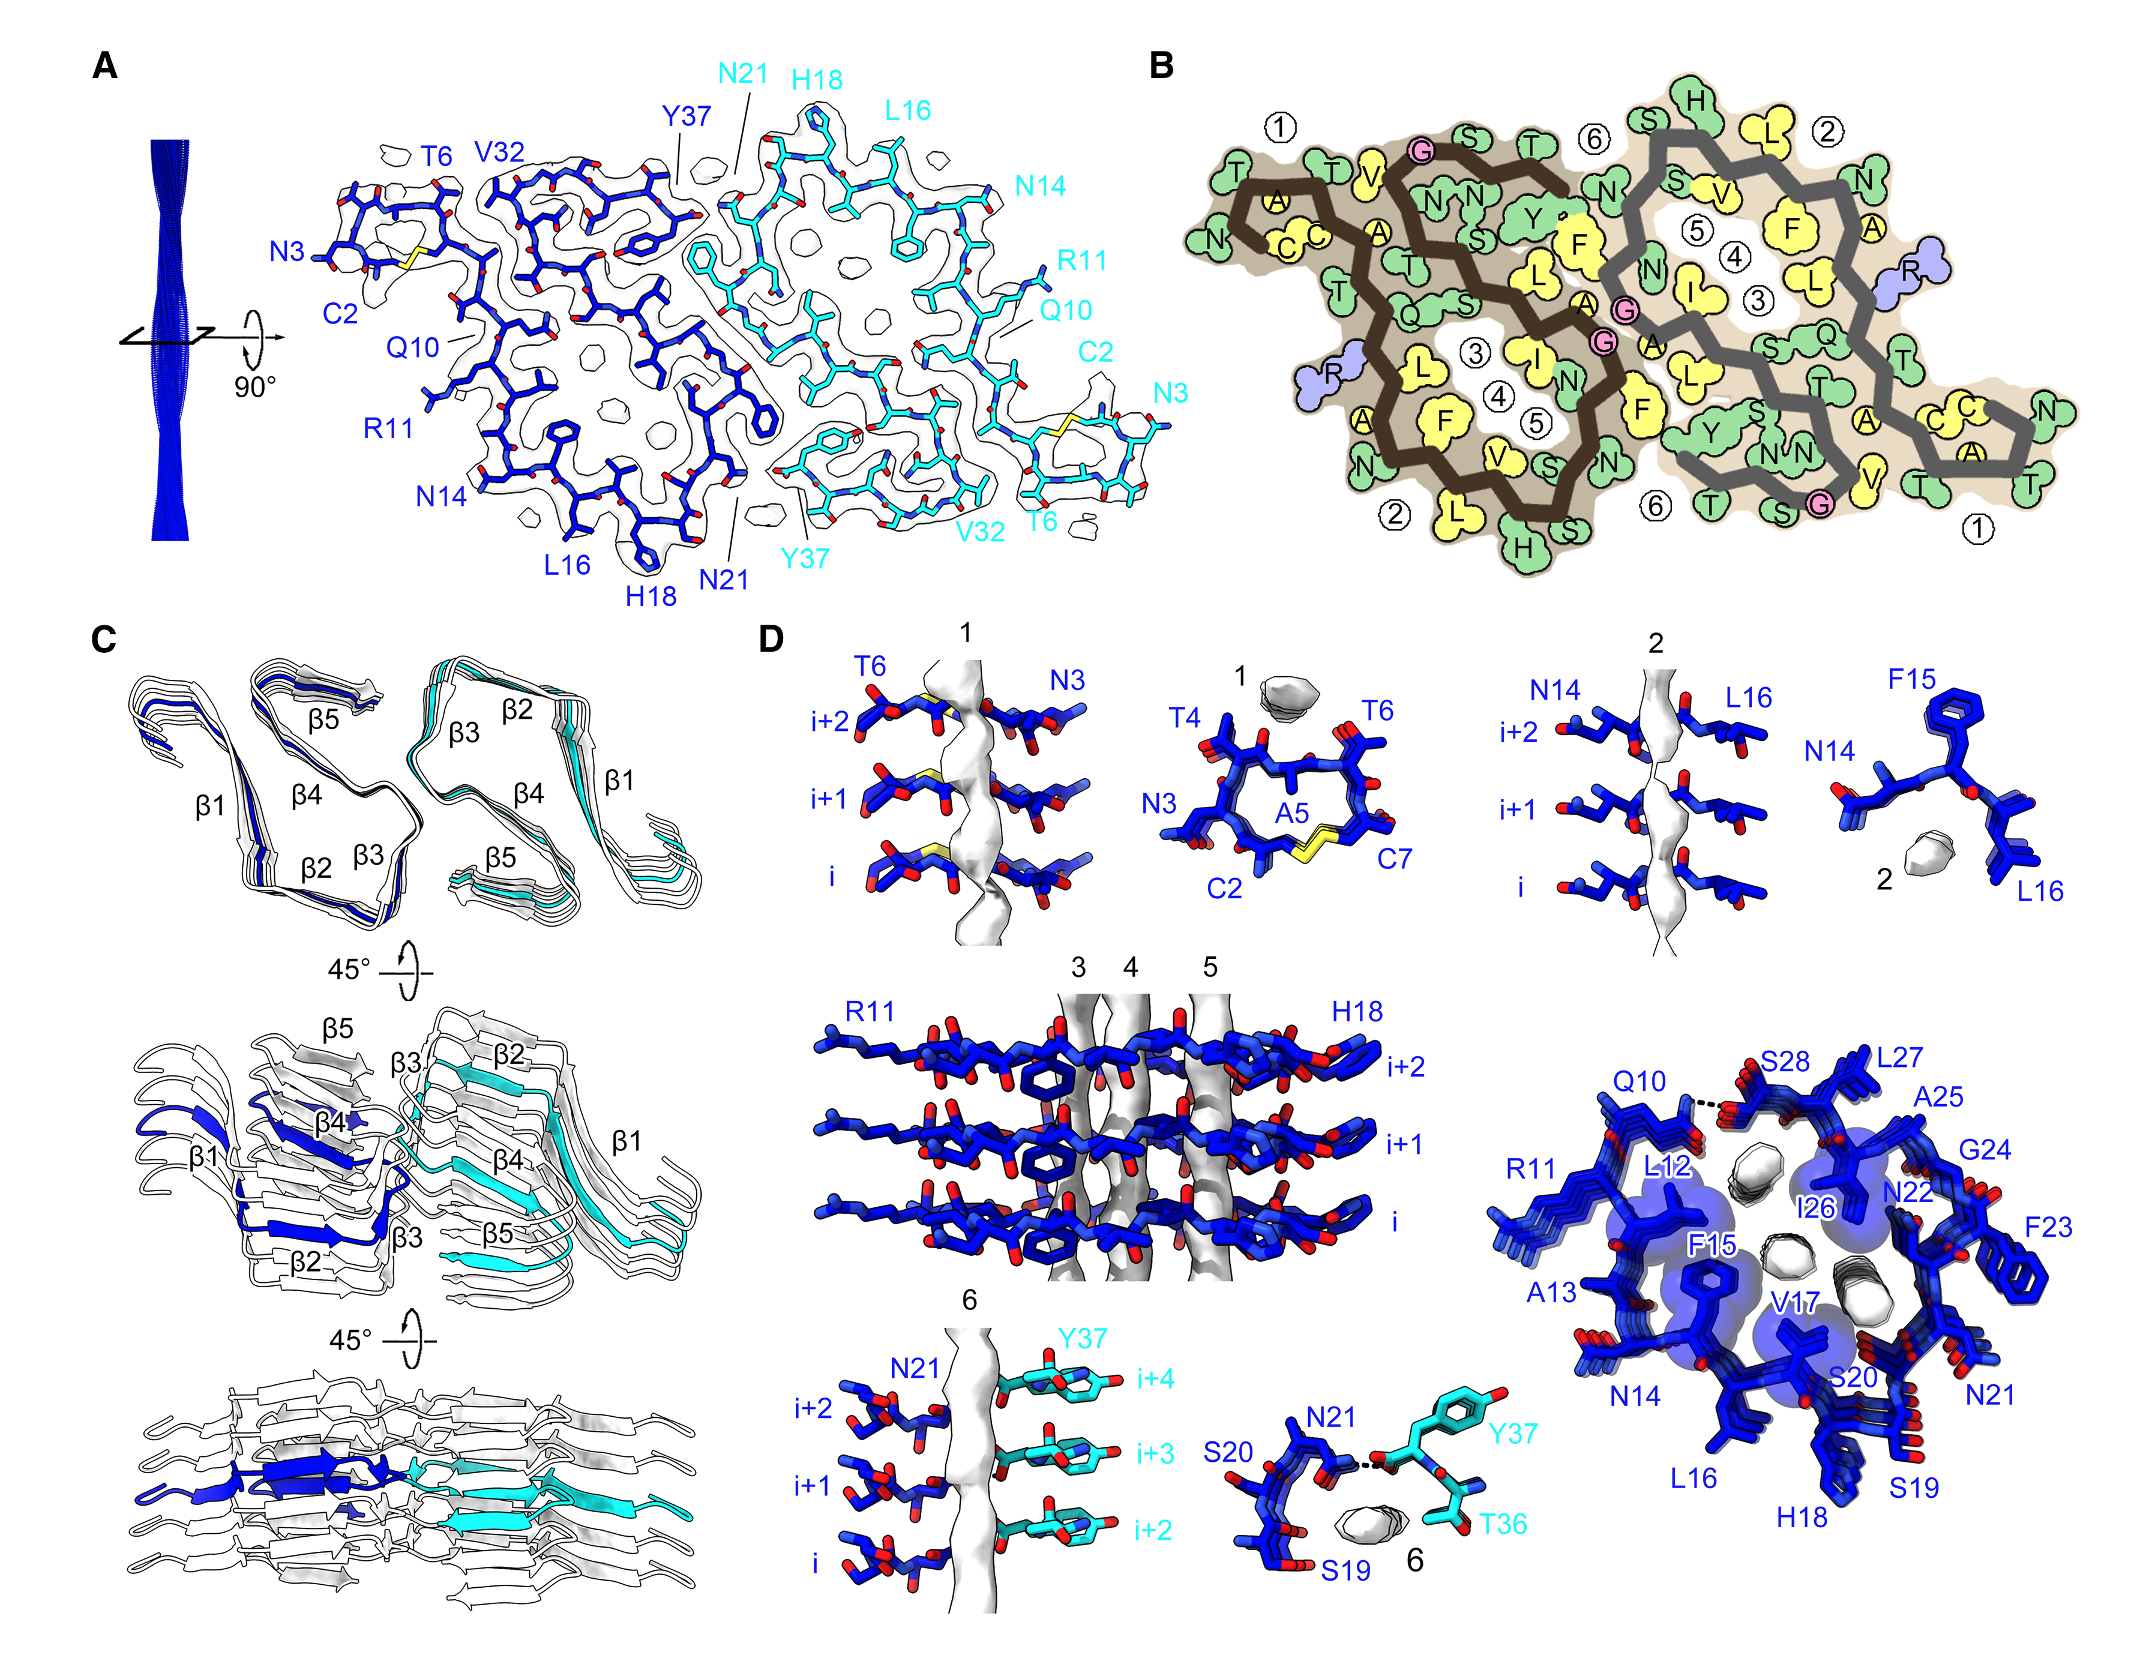 A
90°
T6
V32
Y37
N21
H18
L16
N14
R11
Q10
C2
N3
N3
C2
Q10
R11
N14
L16
H18
N21
Y37
V32
T6
B
1
T
T
V
G
S
T
6
S
H
L
2
N
A
C
C
N
A
N
N
S
Y
F
N
S
V
5
4
3
F
A
R
L
T
T
Q
S
L
A
G
N
I
G
A
S
Q
T
R
L
3
4
5
I
N
F
L
T
A
F
V
S
N
Y
S
N
N
A
C
C
N
A
N
2
L
H
S
6
T
S
G
V
T
T
1
C
β5
β3
β2
β1
β1
β4
β4
β2
β3
β5
45°
β5
β3
β2
β4
β1
β1
β4
β3
β5
β2
45°
D
1
T6
N3
i+2
i+1
i
1
T4
T6
N3
A5
C2
C7
2
N14
L16
i+2
i+1
i
F15
N14
2
L16
3
4
5
R11
H18
i+2
i+1
i
Q10
S28
L27
A25
G24
R11
L12
I26
N22
F23
F15
A13
V17
N14
S20
N21
L16
H18
S19
6
N21
Y37
i+4
i+2
i+3
i+1
i+2
i
N21
S20
Y37
T36
S19
6